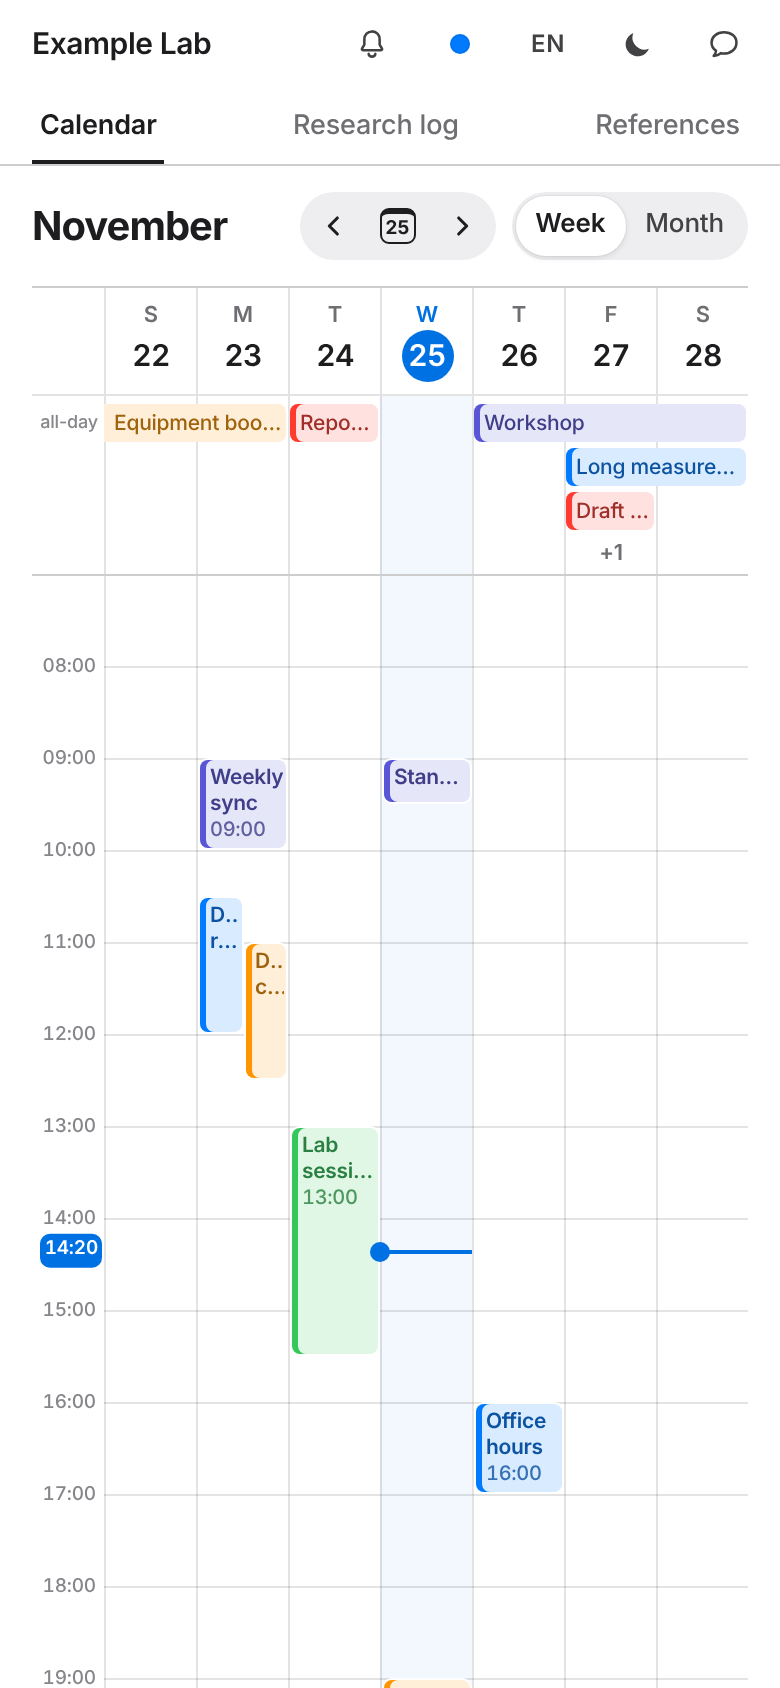 Example Lab
EN
Calendar
Research log
References
November
25
Week
Month
S
M
T
W
T
F
S
22
23
24
25
26
27
28
all-day
Equipment boo...
Repo...
Workshop
Long measure...
Draft ...
+1
08:00
09:00
Weekly
sync
09:00
Stan...
10:00
D..
r...
11:00
D..
c...
12:00
13:00
Lab
sessi...
13:00
14:00
14:20
15:00
16:00
Office
hours
16:00
17:00
18:00
19:00